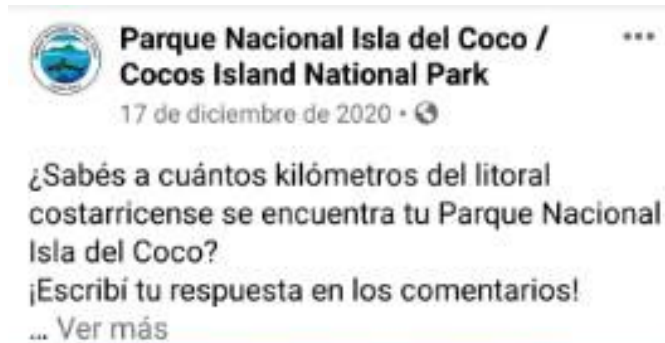 Parque Nacional Isla del Coco /
Cocos Island National Park
17 de diciembre de 2020 •
¿Sabés a cuántos kilómetros del litoral
costarricense se encuentra tu Parque Nacional
Isla del Coco?
¡Escribí tu respuesta en los comentarios!
... Ver más